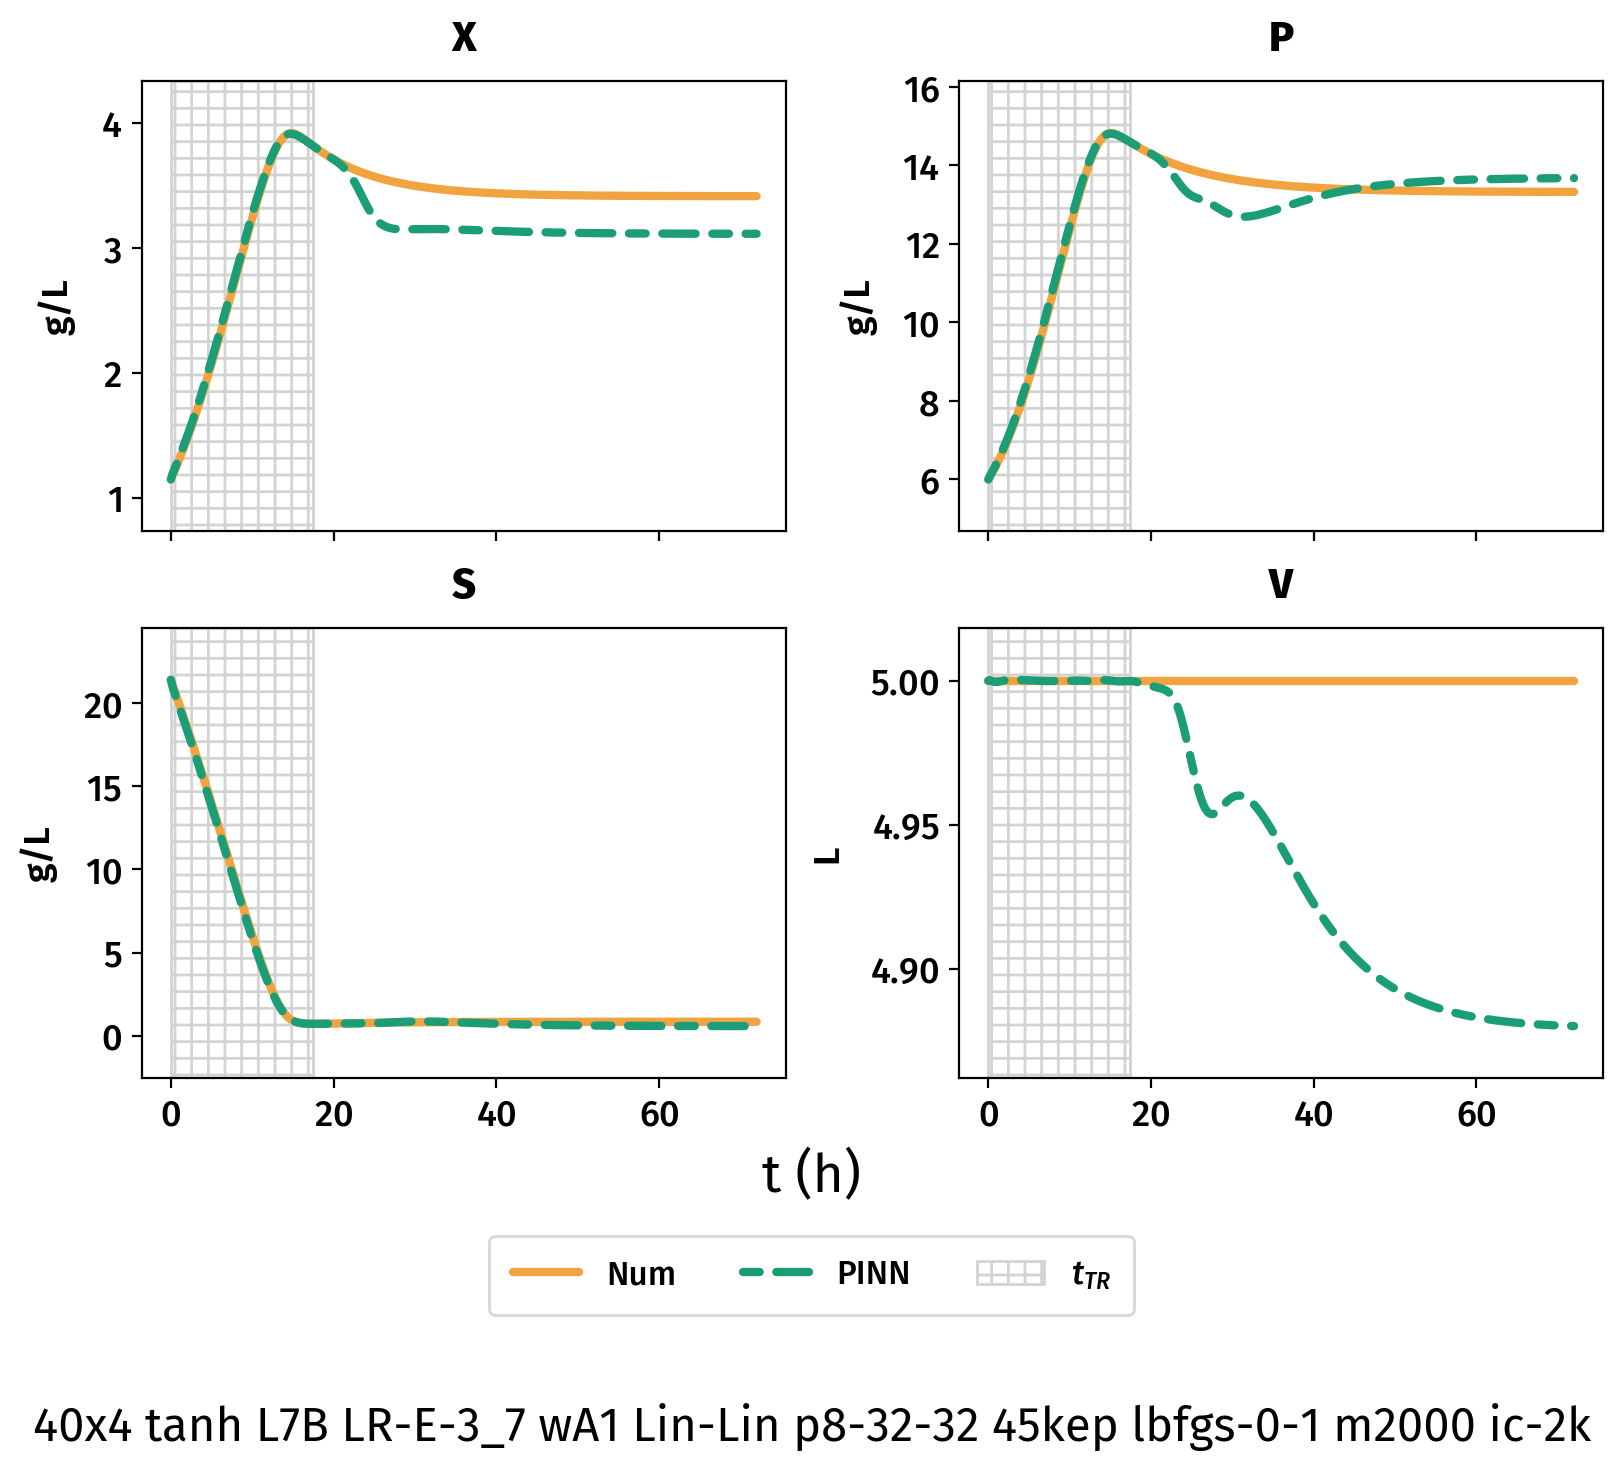 X
P
4
3
2
1
g/L
16
14
12
10
8
6
g/L
S
V
20
15
10
5
0
g/L
5.00
4.95
4.90
L
0 20 40 60
0 20 40 60
t (h)
Num PINN t_TR
40x4 tanh L7B LR-E-3_7 wA1 Lin-Lin p8-32-32 45kep lbfgs-0-1 m2000 ic-2k